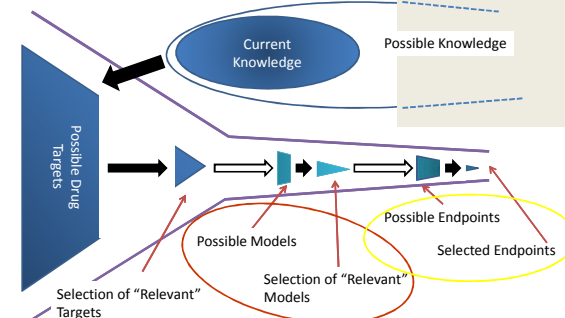 Current
Knowledge
Possible Knowledge
Possible Drug
Targets
Possible Endpoints
Possible Models
Selected Endpoints
Selection of “Relevant”
Models
Selection of “Relevant”
Targets